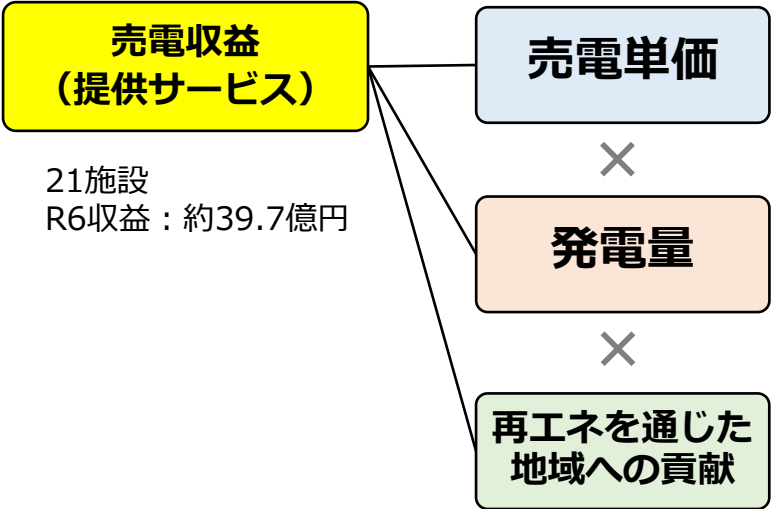 売電収益
（提供サービス）
21施設
R6収益：約39.7億円
売電単価
×
発電量
×
再エネを通じた
地域への貢献